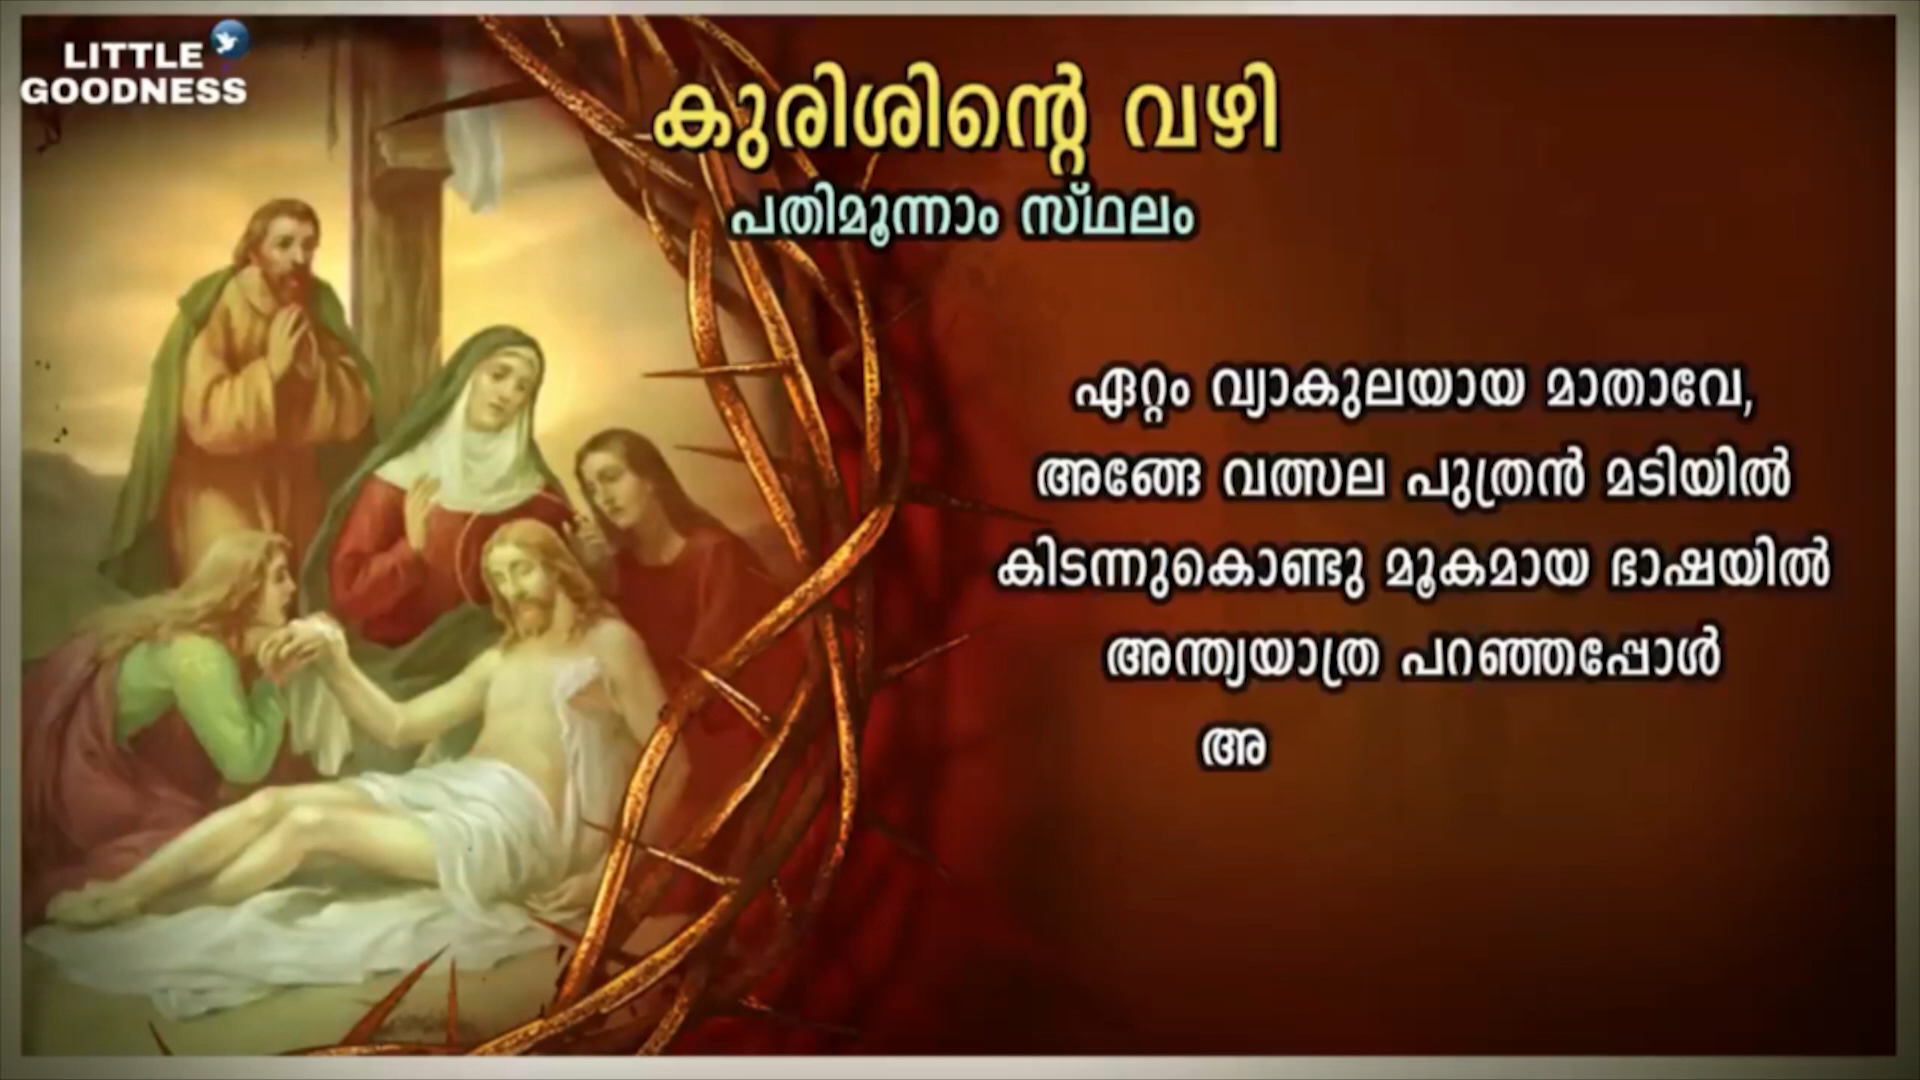 LITTLE
GOODNESS
കുരിശിന്റെ വഴി
പതിമൂന്നാം സ്ഥലം
ഏറ്റം വ്യാകുലയായ മാതാവേ,
അങ്ങേ വത്സല പുത്രൻ മടിയിൽ
കിടന്നുകൊണ്ടു മൂകമായ ഭാഷയിൽ
അന്ത്യയാത്ര പറഞ്ഞപ്പോൾ
അ